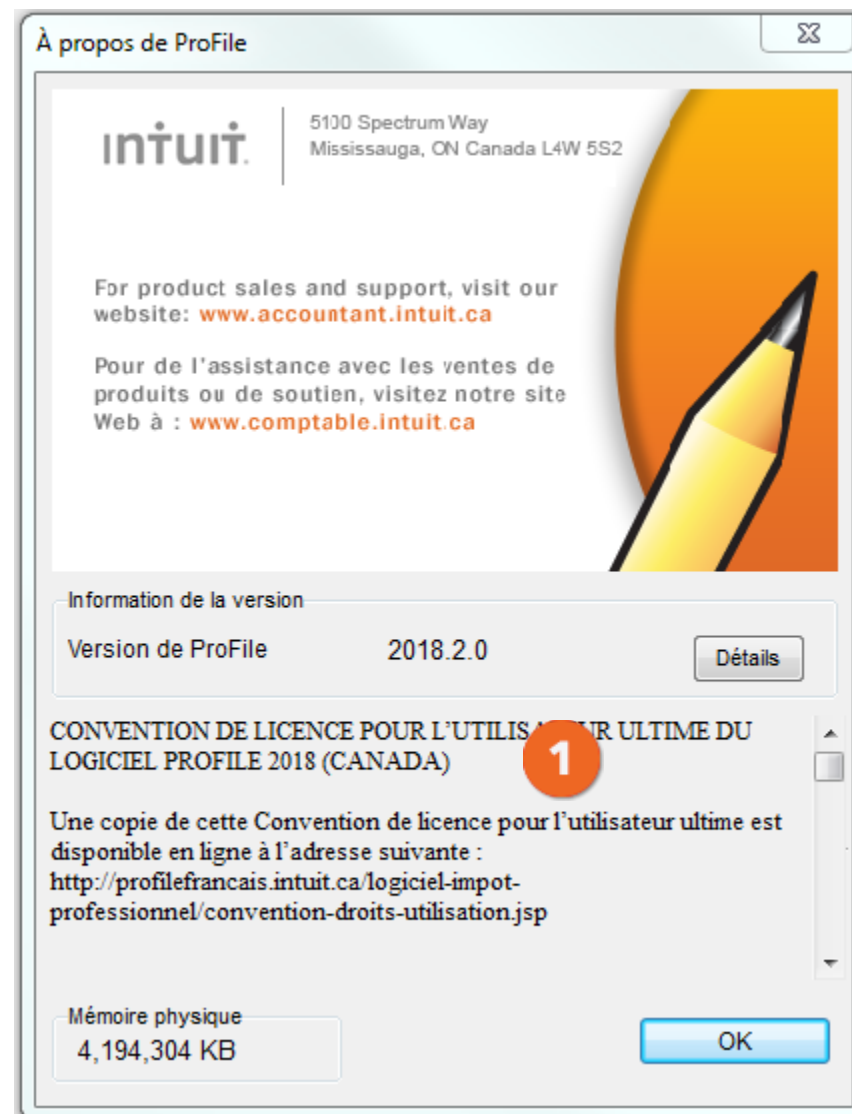 À propos de ProFile
intuit.
5100 Spectrum Way
Mississauga, ON Canada L4W 5S2
For product sales and support, visit our
website: www.accountant.intuit.ca
Pour de l'assistance avec les ventes de
produits ou de soutien, visitez notre site
Web à : www.comptable.intuit.ca
Information de la version
Version de ProFile 2018.2.0 Détails
CONVENTION DE LICENCE POUR L’UTILIS UR ULTIME DU
LOGICIEL PROFILE 2018 (CANADA)
1
Une copie de cette Convention de licence pour l’utilisateur ultime est
disponible en ligne à l’adresse suivante :
http://profilefrancais.intuit.ca/logiciel-impot-
professionnel/convention-droits-utilisation.jsp
Mémoire physique
4,194,304 KB
OK